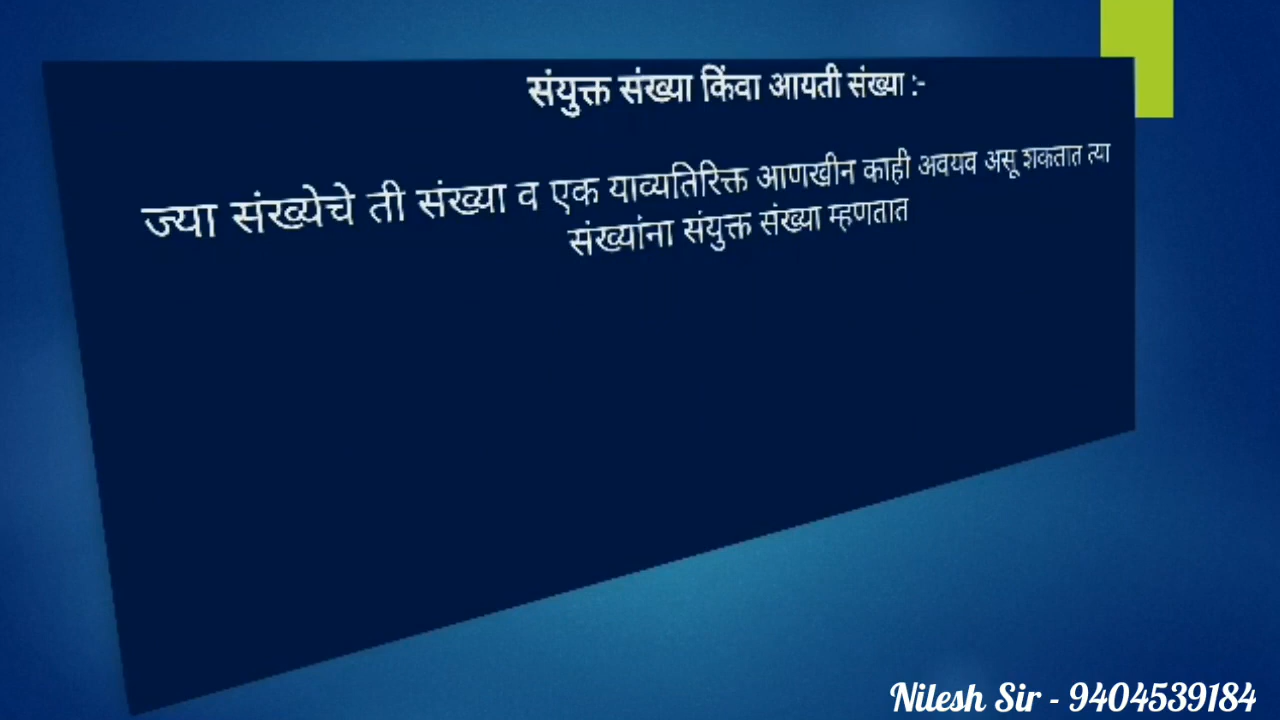 संयुक्त संख्या किंवा आयती संख्या :-
ज्या संख्येचे ती संख्या व एक याव्यतिरिक्त आणखीन काही अवयव असू शकतात त्या
संख्यांना संयुक्त संख्या म्हणतात
Nilesh Sir - 9404539184